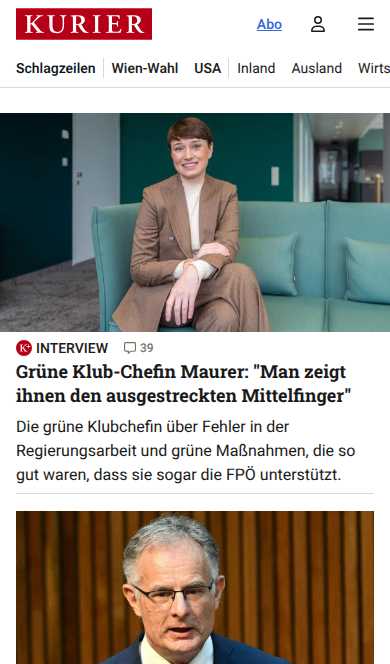 KURIER
Abo
Schlagzeilen Wien-Wahl USA Inland Ausland Wirts
K+ INTERVIEW 39
Grüne Klub-Chefin Maurer: "Man zeigt
ihnen den ausgestreckten Mittelfinger"
Die grüne Klubchefin über Fehler in der
Regierungsarbeit und grüne Maßnahmen, die so
gut waren, dass sie sogar die FPÖ unterstützt.